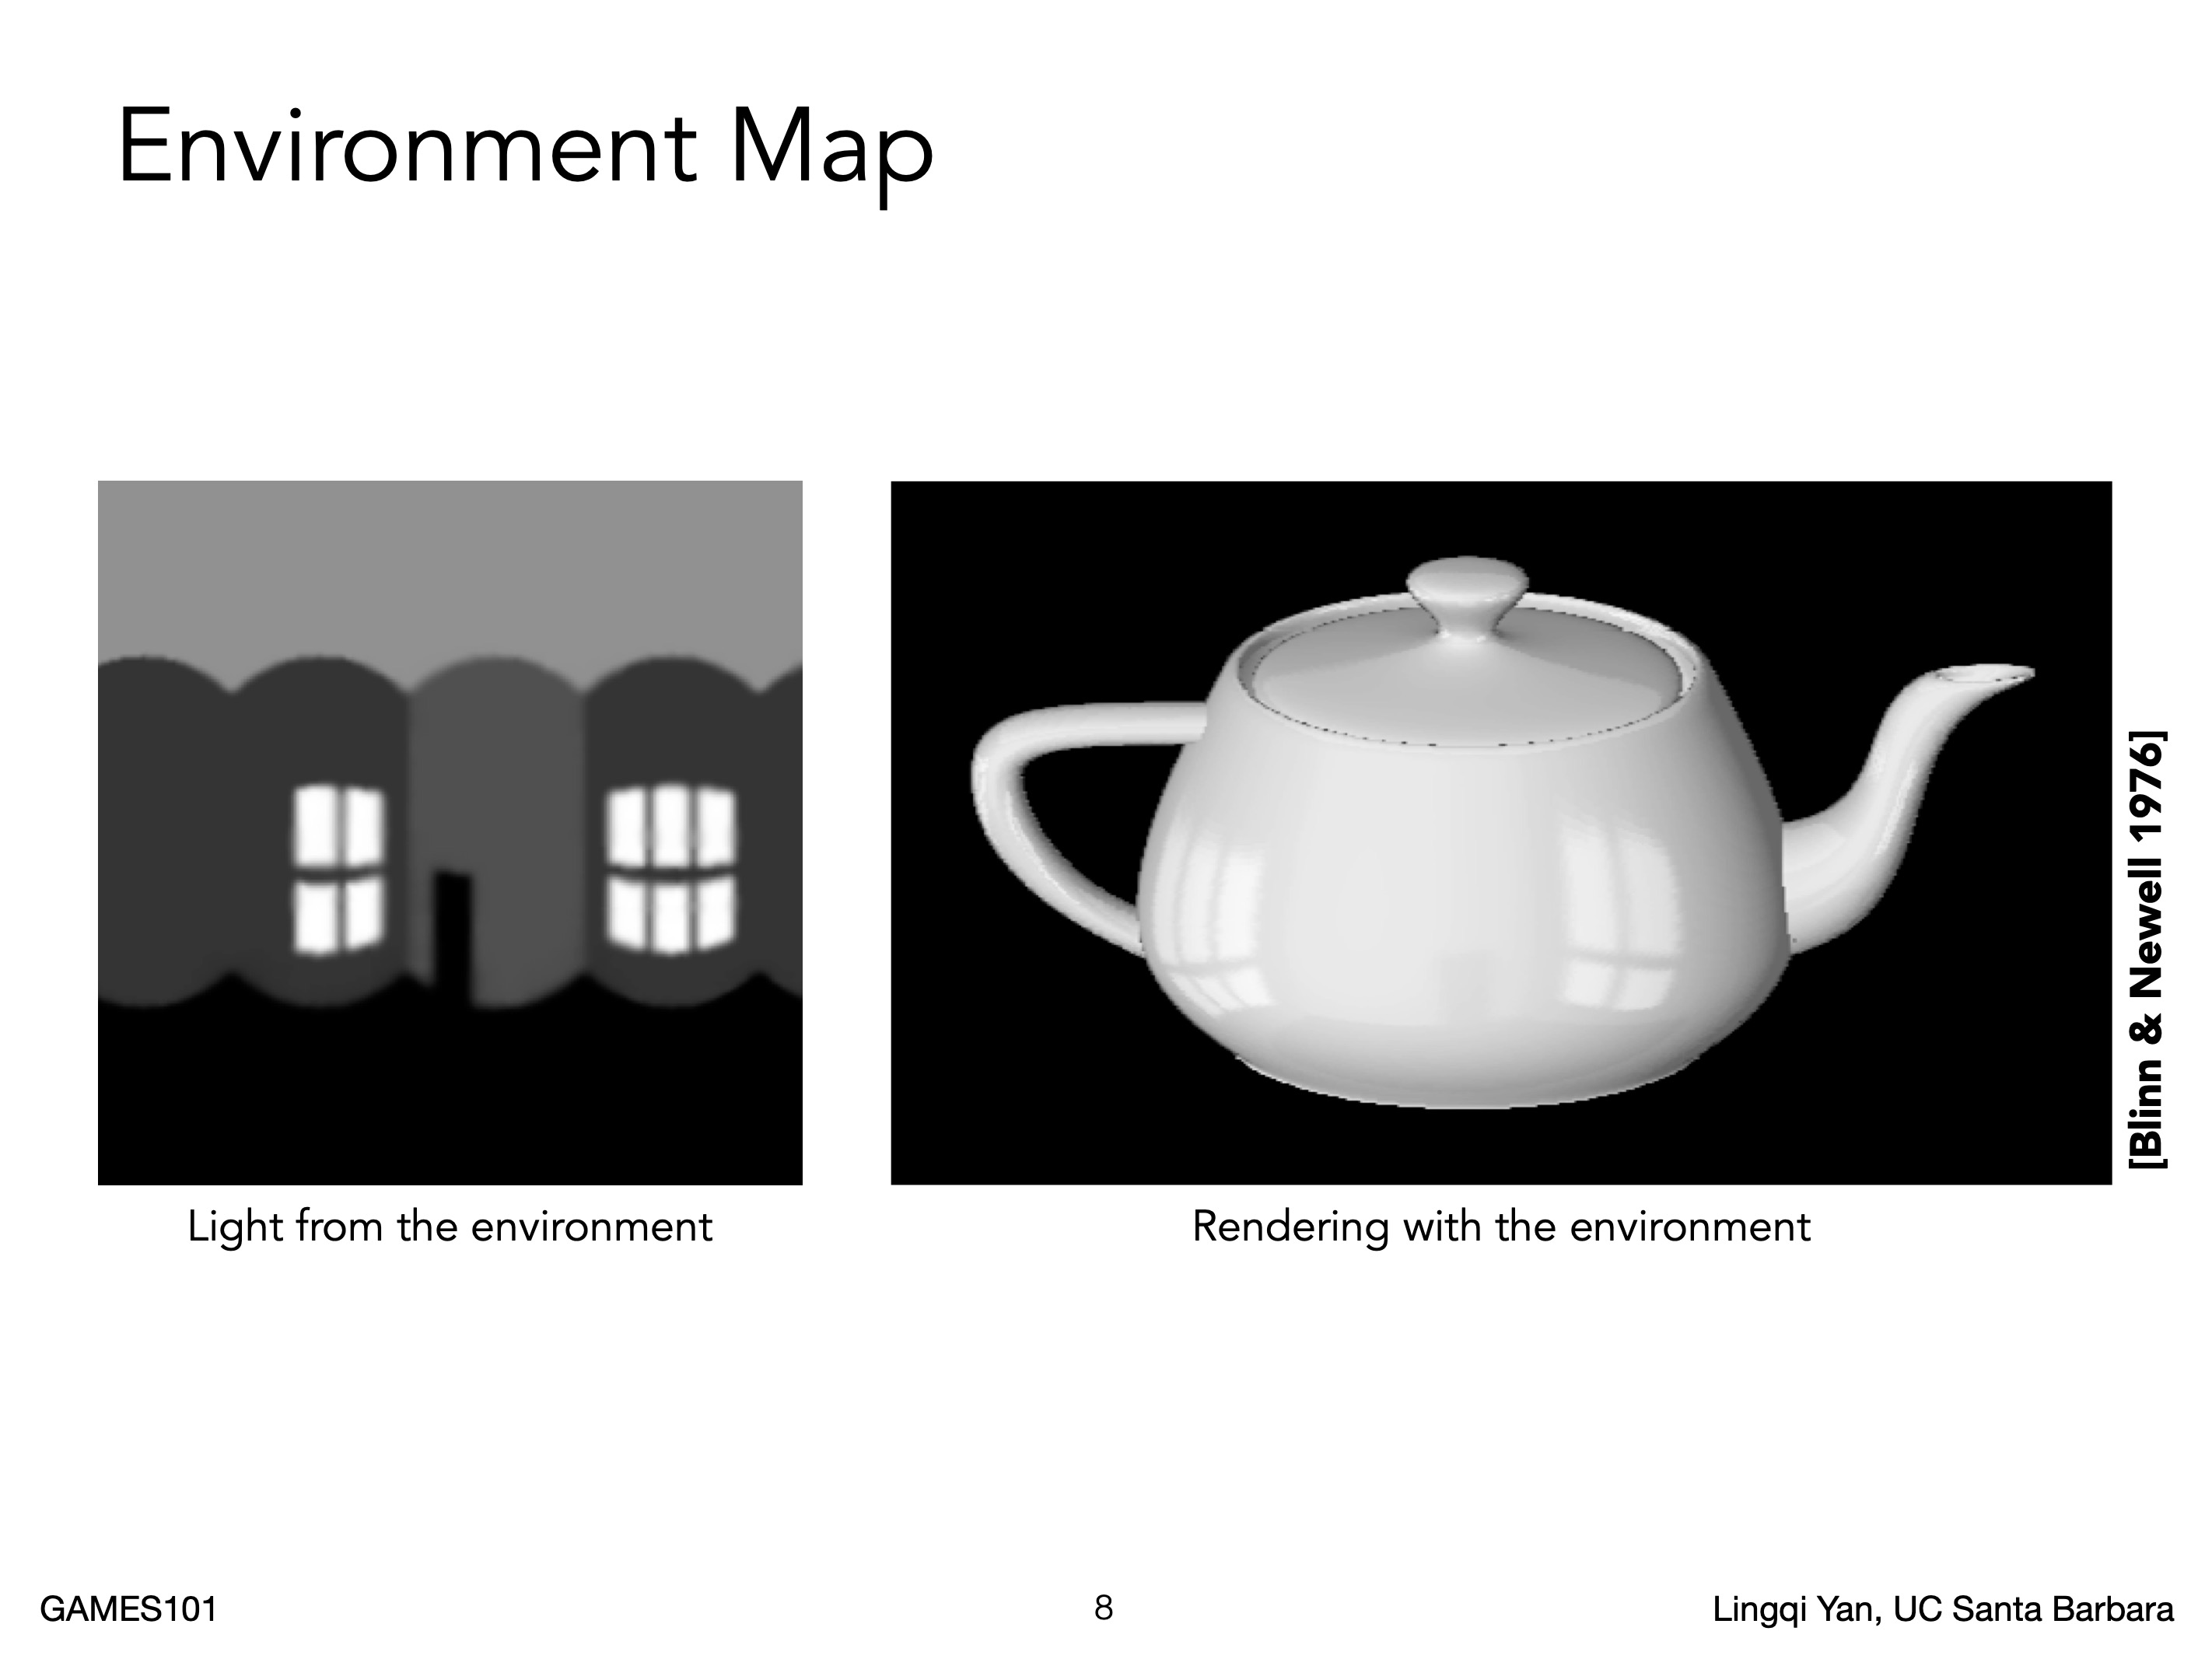 Environment Map
[Blinn & Newell 1976]
Light from the environment
Rendering with the environment
GAMES101
8
Lingqi Yan, UC Santa Barbara